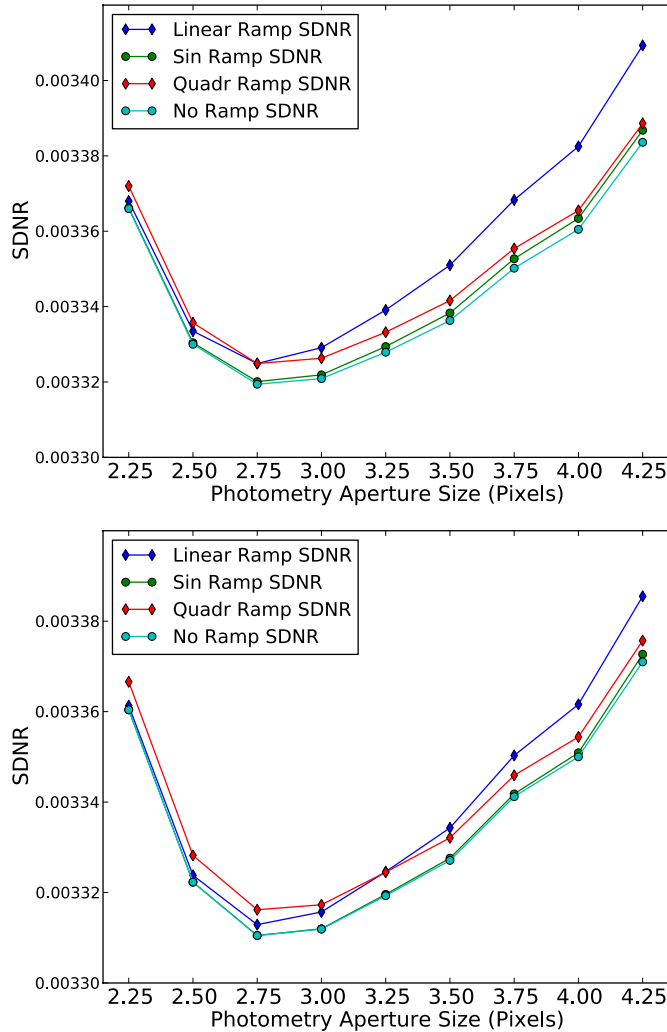 Linear Ramp SDNR
Sin Ramp SDNR
Quadr Ramp SDNR
No Ramp SDNR
0.00340
0.00338
0.00336
0.00334
0.00332
0.00330
SDNR
2.25 2.50 2.75 3.00 3.25 3.50 3.75 4.00 4.25
Photometry Aperture Size (Pixels)
Linear Ramp SDNR
Sin Ramp SDNR
Quadr Ramp SDNR
No Ramp SDNR
0.00338
0.00336
0.00334
0.00332
0.00330
SDNR
2.25 2.50 2.75 3.00 3.25 3.50 3.75 4.00 4.25
Photometry Aperture Size (Pixels)